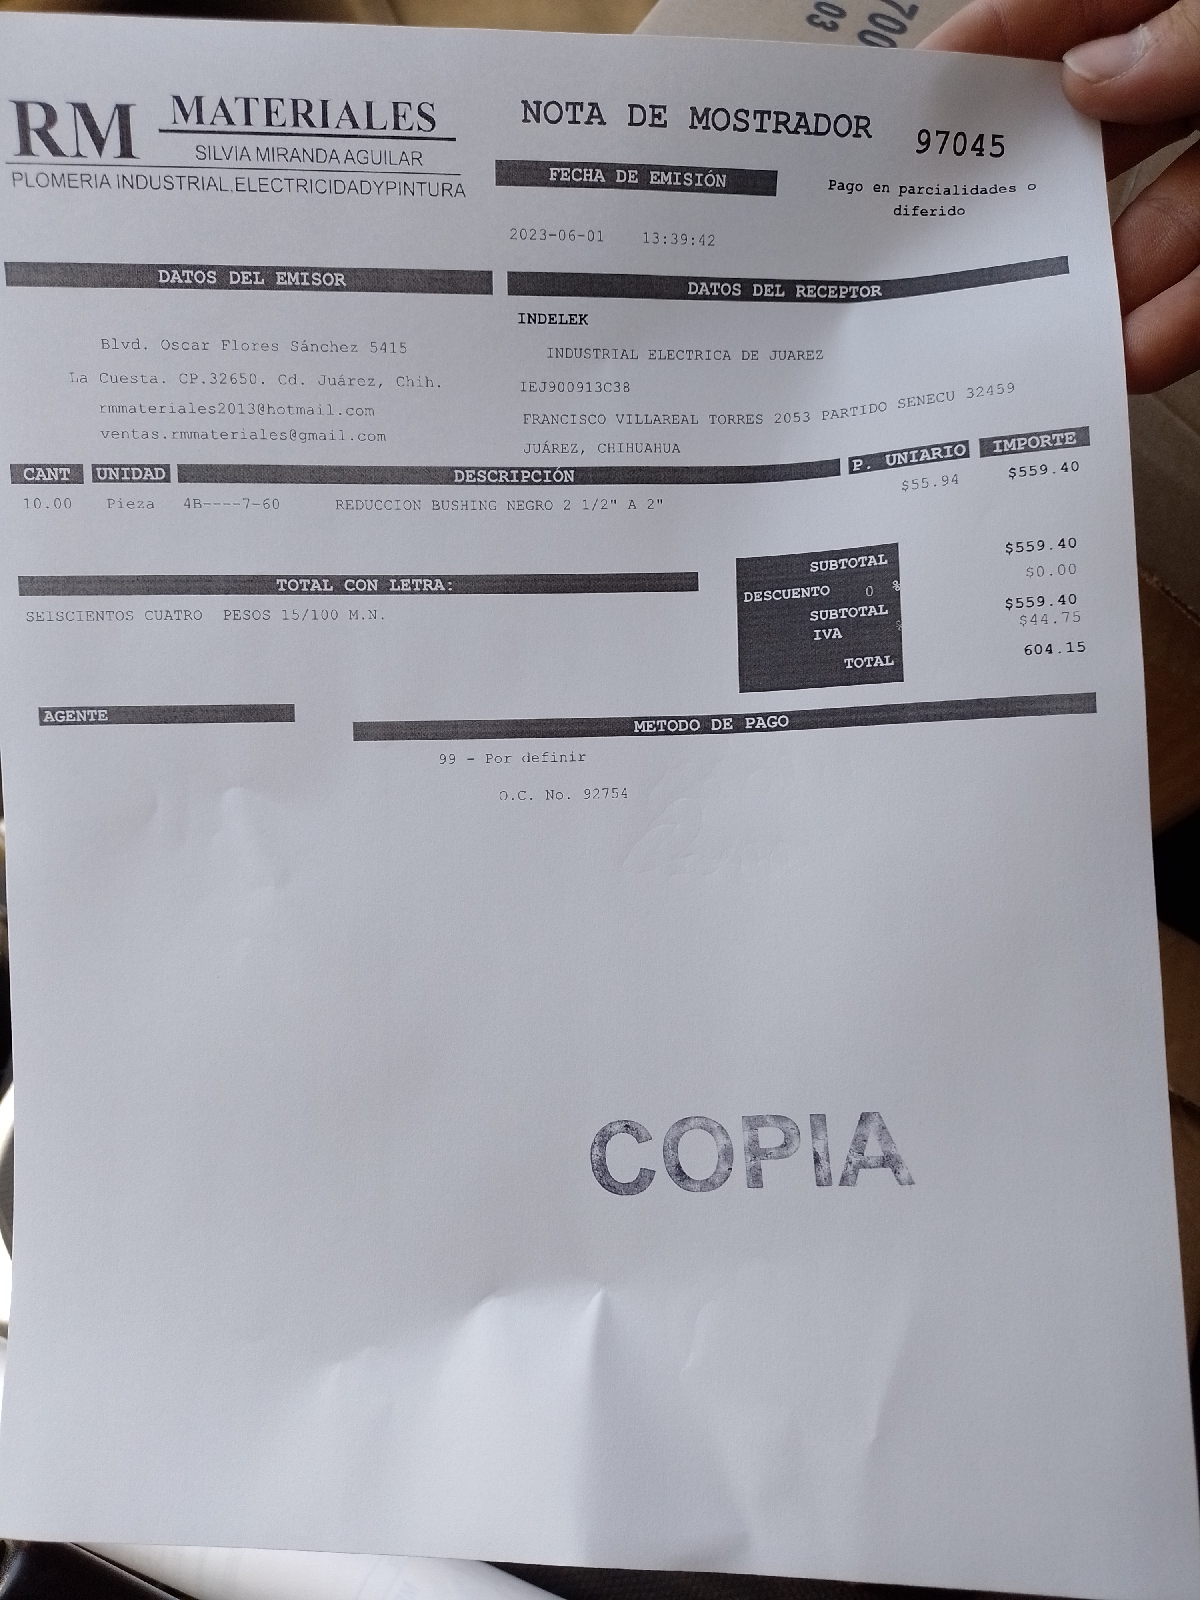 700
03
RM MATERIALES
SILVIA MIRANDA AGUILAR
PLOMERIA INDUSTRIAL,ELECTRICIDADYPINTURA
NOTA DE MOSTRADOR 97045
FECHA DE EMISIÓN
Pago en parcialidades o
diferido
2023-06-01 13:39:42
DATOS DEL EMISOR
Blvd. Oscar Flores Sánchez 5415
La Cuesta. CP.32650. Cd. Juárez, Chih.
rmmateriales2013@hotmail.com
ventas.rmmateriales@gmail.com
DATOS DEL RECEPTOR
INDELEK
INDUSTRIAL ELECTRICA DE JUAREZ
IEJ900913C38
FRANCISCO VILLAREAL TORRES 2053 PARTIDO SENECU 32459
JUÁREZ, CHIHUAHUA
CANT UNIDAD DESCRIPCIÓN P. UNIARIO IMPORTE
10.00 Pieza 4B----7-60 REDUCCION BUSHING NEGRO 2 1/2" A 2" $55.94 $559.40
TOTAL CON LETRA:
SEISCIENTOS CUATRO PESOS 15/100 M.N.
SUBTOTAL $559.40
DESCUENTO 0 % $0.00
SUBTOTAL $559.40
IVA % $44.75
TOTAL 604.15
AGENTE
METODO DE PAGO
99 - Por definir
O.C. No. 92754
COPIA